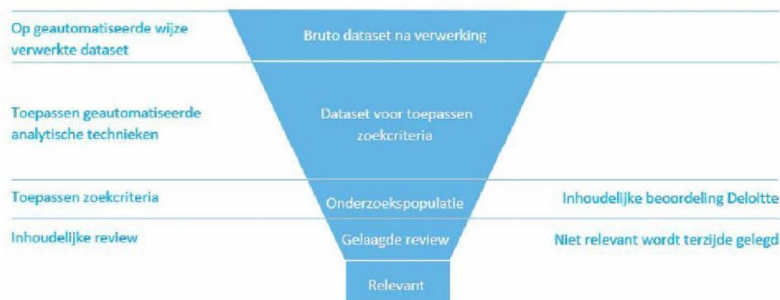 Op geautomatiseerde wijze
verwerkte dataset
Bruto dataset na verwerking
Toepassen geautomatiseerde
analytische technieken
Dataset voor toepassen
zoekcriteria
Toepassen zoekcriteria
Onderzoekspopulatie
Inhoudelijke beoordeling Deloitte
Inhoudelijke review
Gelaagde review
Niet relevant wordt terzijde gelegd
Relevant